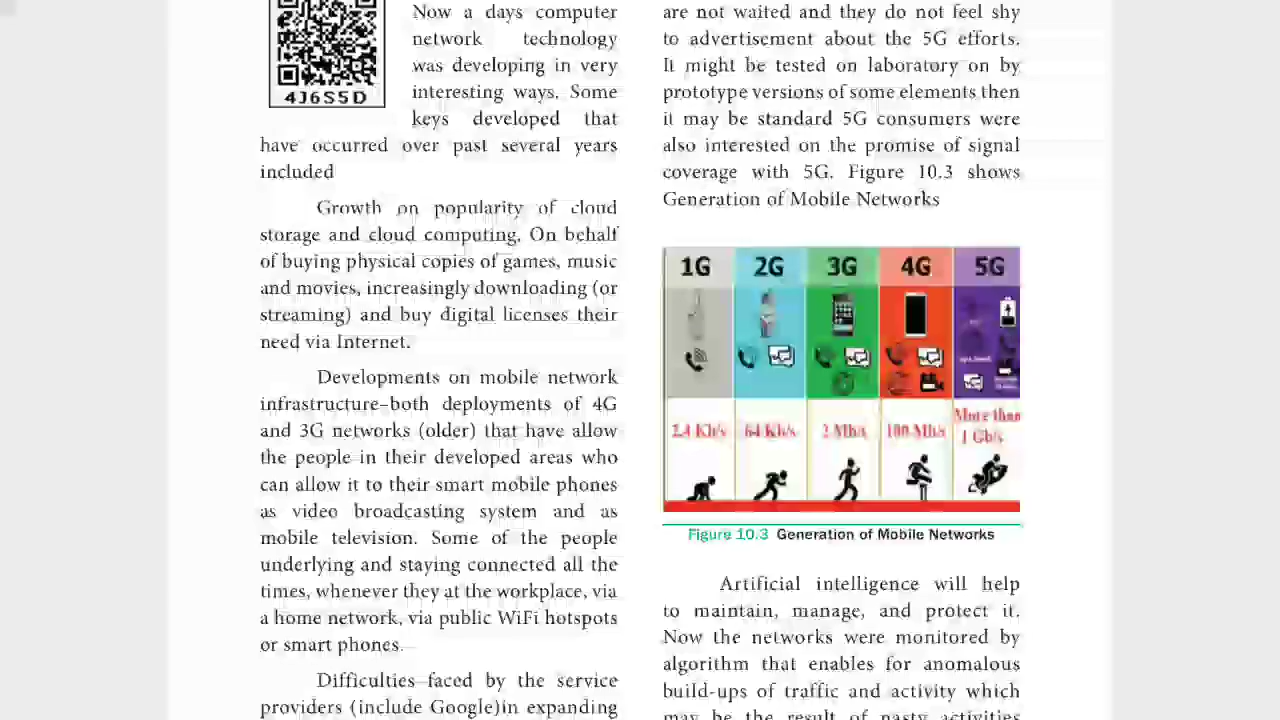 4J6S5D
Now a days computer
network technology
was developing in very
interesting ways. Some
keys developed that
have occurred over past several years
included
Growth on popularity of cloud
storage and cloud computing. On behalf
of buying physical copies of games, music
and movies, increasingly downloading (or
streaming) and buy digital licenses their
need via Internet.
Developments on mobile network
infrastructure–both deployments of 4G
and 3G networks (older) that have allow
the people in their developed areas who
can allow it to their smart mobile phones
as video broadcasting system and as
mobile television. Some of the people
underlying and staying connected all the
times, whenever they at the workplace, via
a home network, via public WiFi hotspots
or smart phones.
Difficulties faced by the service
providers (include Google)in expanding
are not waited and they do not feel shy
to advertisement about the 5G efforts.
It might be tested on laboratory on by
prototype versions of some elements then
it may be standard 5G consumers were
also interested on the promise of signal
coverage with 5G. Figure 10.3 shows
Generation of Mobile Networks
1G 2G 3G 4G 5G
2.4 Kb/s 64 Kb/s 2 Mb/s 100 Mb/s More than
1 Gb/s
Figure 10.3 Generation of Mobile Networks
Artificial intelligence will help
to maintain, manage, and protect it.
Now the networks were monitored by
algorithm that enables for anomalous
build-ups of traffic and activity which
may be the result of nasty activities